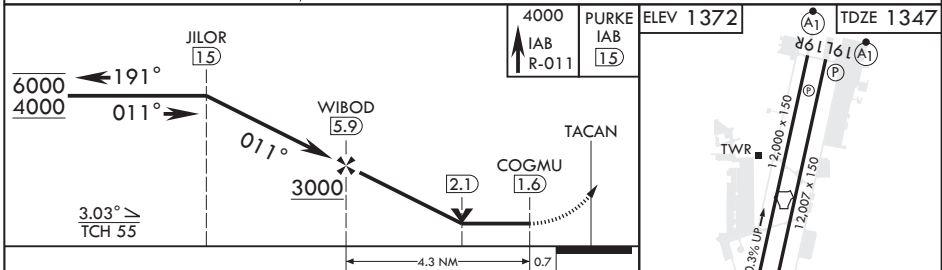 4000
IAB
R-011
PURKE
IAB
15
ELEV 1372
TDZE 1347
JILOR
15
6000
4000
191°
011°
011°
WIBOD
5.9
3000
TACAN
COGMU
1.6
2.1
3.03°
TCH 55
4.3 NM
0.7
A1
19R
19L
A1
P
P
TWR
12,000 x 150
12,007 x 150
0.3% UP